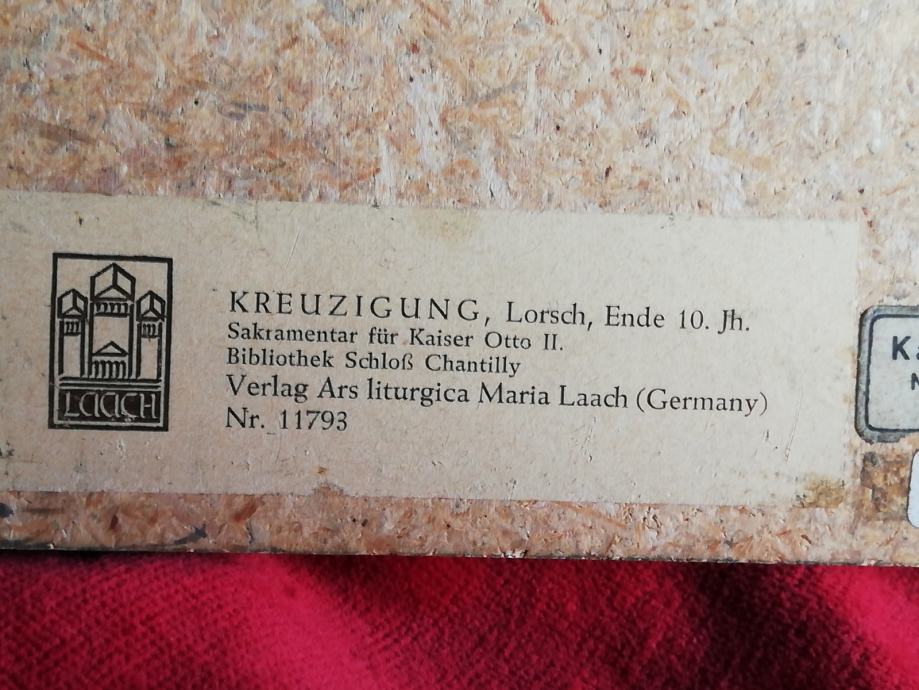 KREUZIGUNG, Lorsch, Ende 10. Jh.
Sakramentar für Kaiser Otto II.
Bibliothek Schloß Chantilly
Verlag Ars liturgica Maria Laach (Germany)
Nr. 11793
LAACH